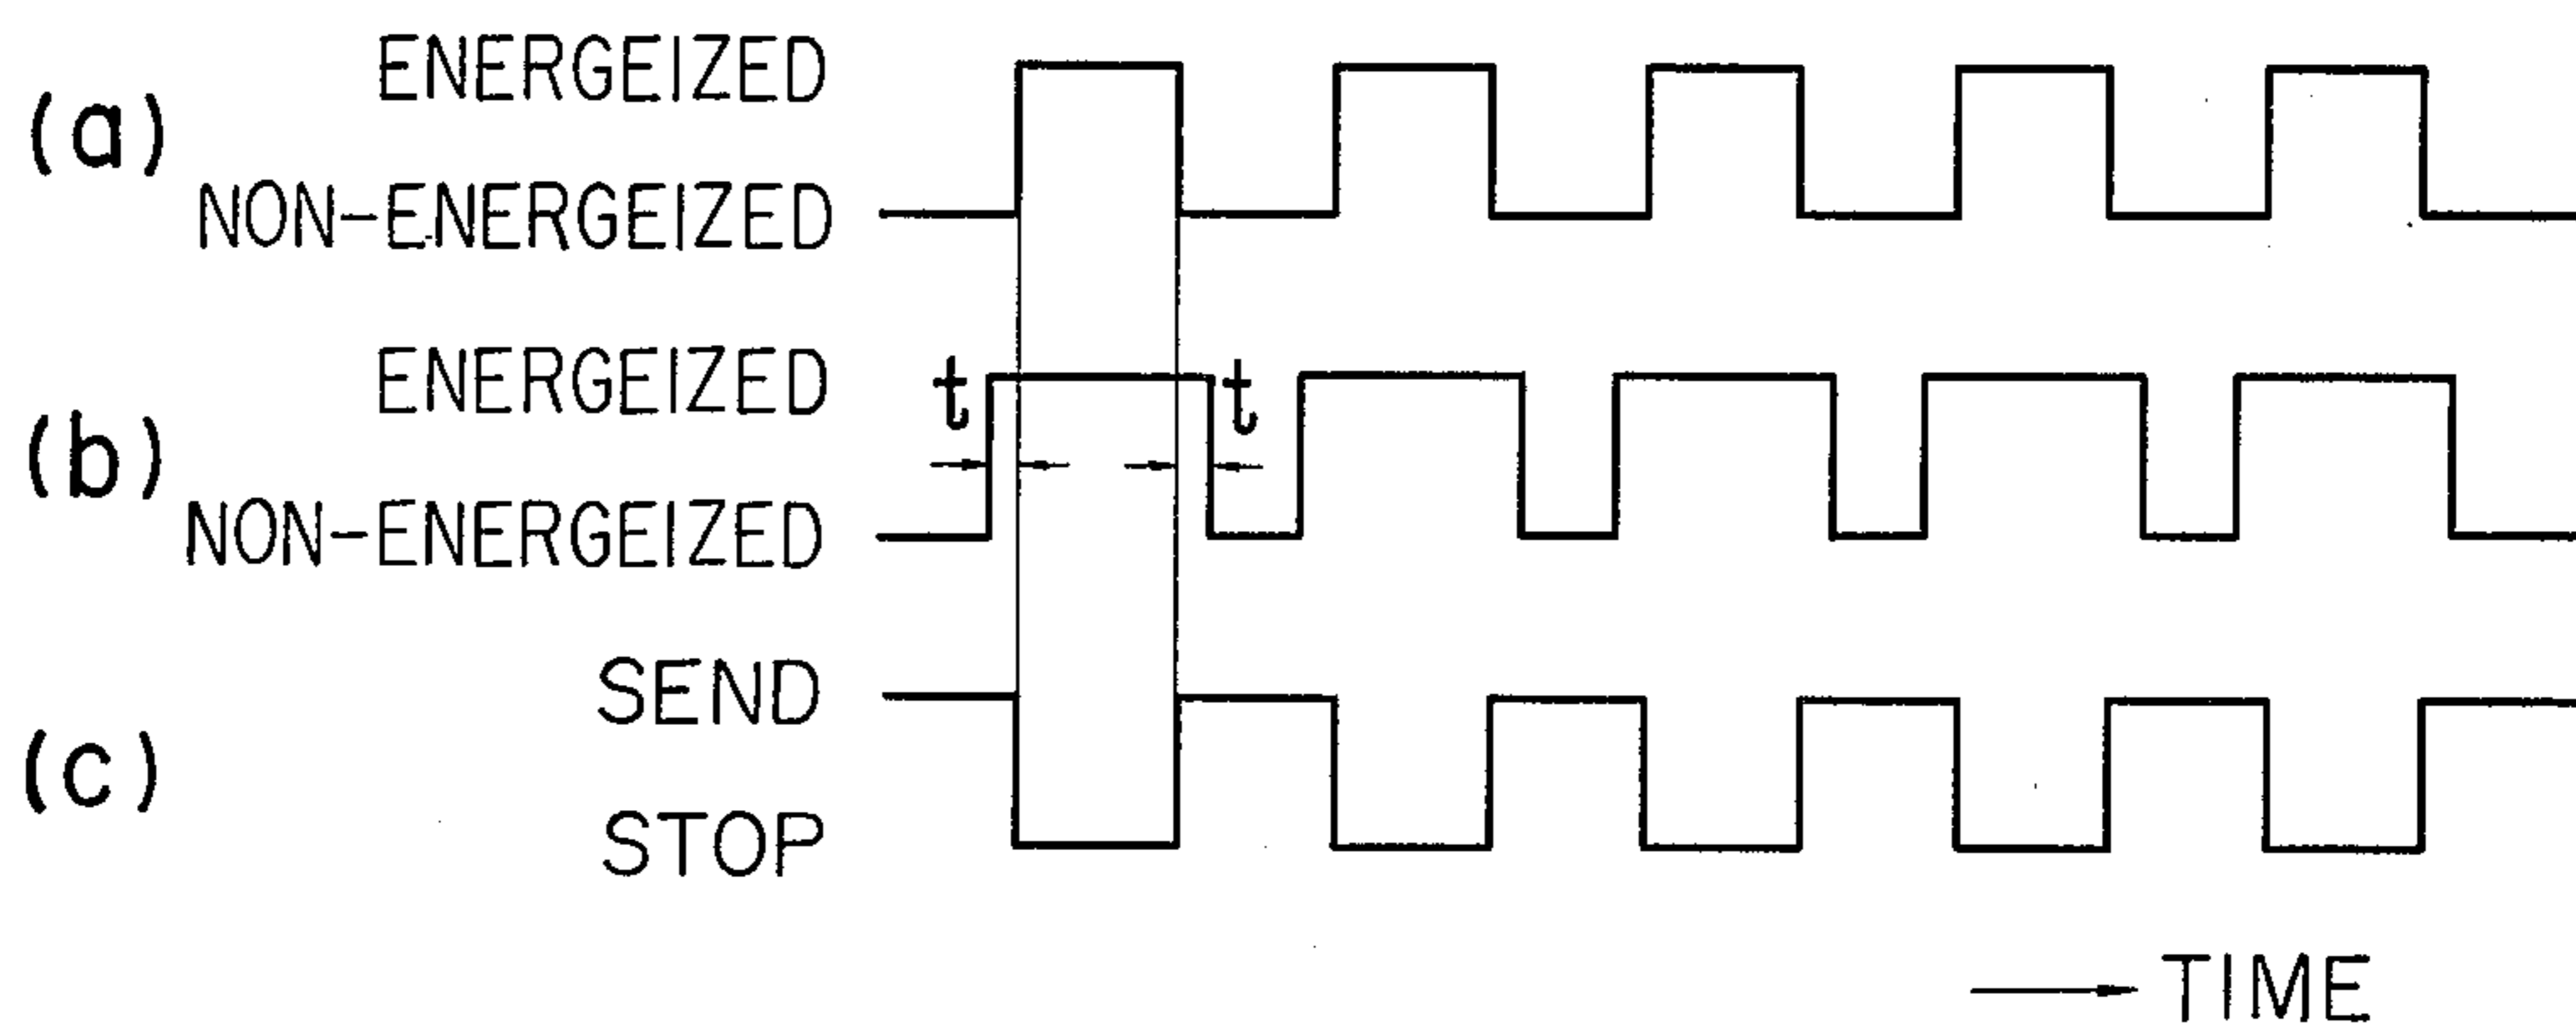 ENERGEIZED
(a)
NON-ENERGEIZED
ENERGEIZED
t
t
(b)
NON-ENERGEIZED
SEND
(c)
STOP
TIME